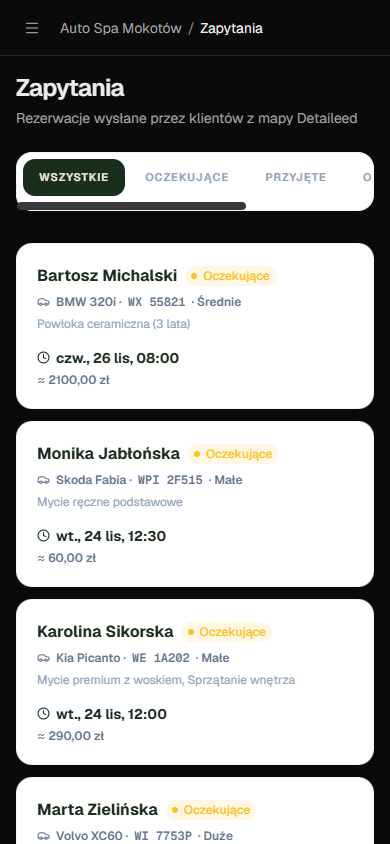 Auto Spa Mokotów / Zapytania
Zapytania
Rezerwacje wysłane przez klientów z mapy Detaileed
WSZYSTKIE OCZEKUJĄCE PRZYJĘTE O
Bartosz Michalski Oczekujące
BMW 320i · WX 55821 · Średnie
Powłoka ceramiczna (3 lata)
czw., 26 lis, 08:00
≈ 2100,00 zł
Monika Jabłońska Oczekujące
Skoda Fabia · WPI 2F515 · Małe
Mycie ręczne podstawowe
wt., 24 lis, 12:30
≈ 60,00 zł
Karolina Sikorska Oczekujące
Kia Picanto · WE 1A202 · Małe
Mycie premium z woskiem, Sprzątanie wnętrza
wt., 24 lis, 12:00
≈ 290,00 zł
Marta Zielińska Oczekujące
Volvo XC60 · WI 7753P · Duże